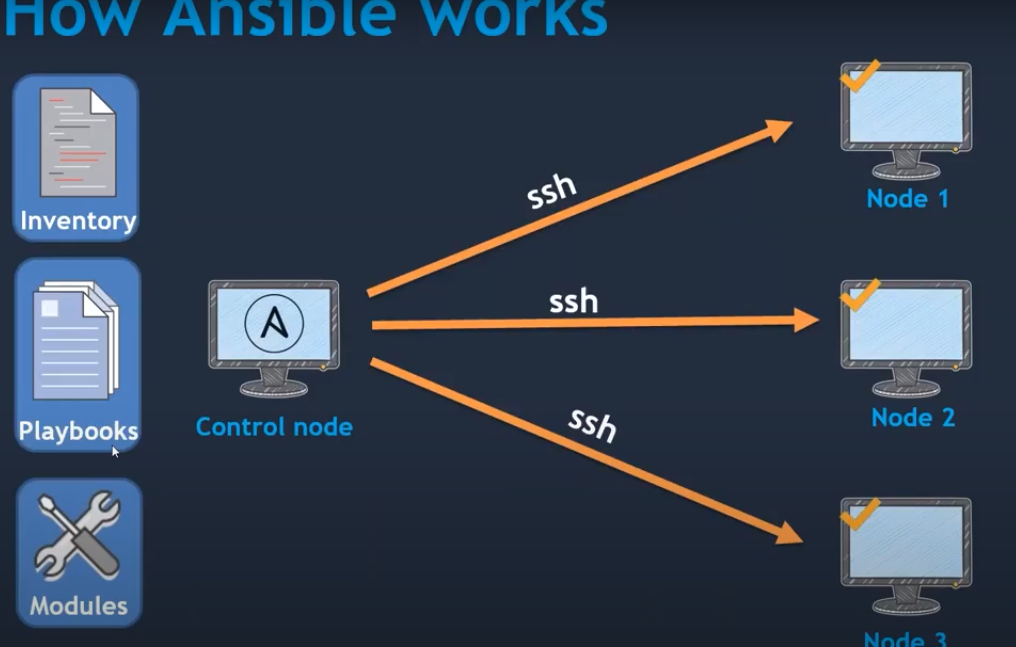 How Ansible Works
Inventory
Playbooks
Modules
Control node
ssh
ssh
ssh
Node 1
Node 2
Node 3